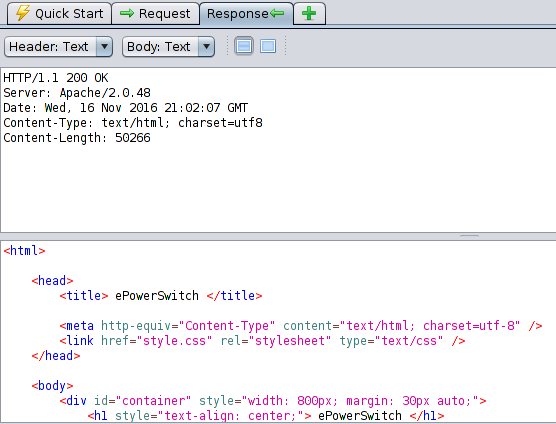 Quick Start Request Response
Header: Text Body: Text
HTTP/1.1 200 OK
Server: Apache/2.0.48
Date: Wed, 16 Nov 2016 21:02:07 GMT
Content-Type: text/html; charset=utf8
Content-Length: 50266
<html>
<head>
<title> ePowerSwitch </title>
<meta http-equiv="Content-Type" content="text/html; charset=utf-8" />
<link href="style.css" rel="stylesheet" type="text/css" />
</head>
<body>
<div id="container" style="width: 800px; margin: 30px auto;">
<h1 style="text-align: center;"> ePowerSwitch </h1>